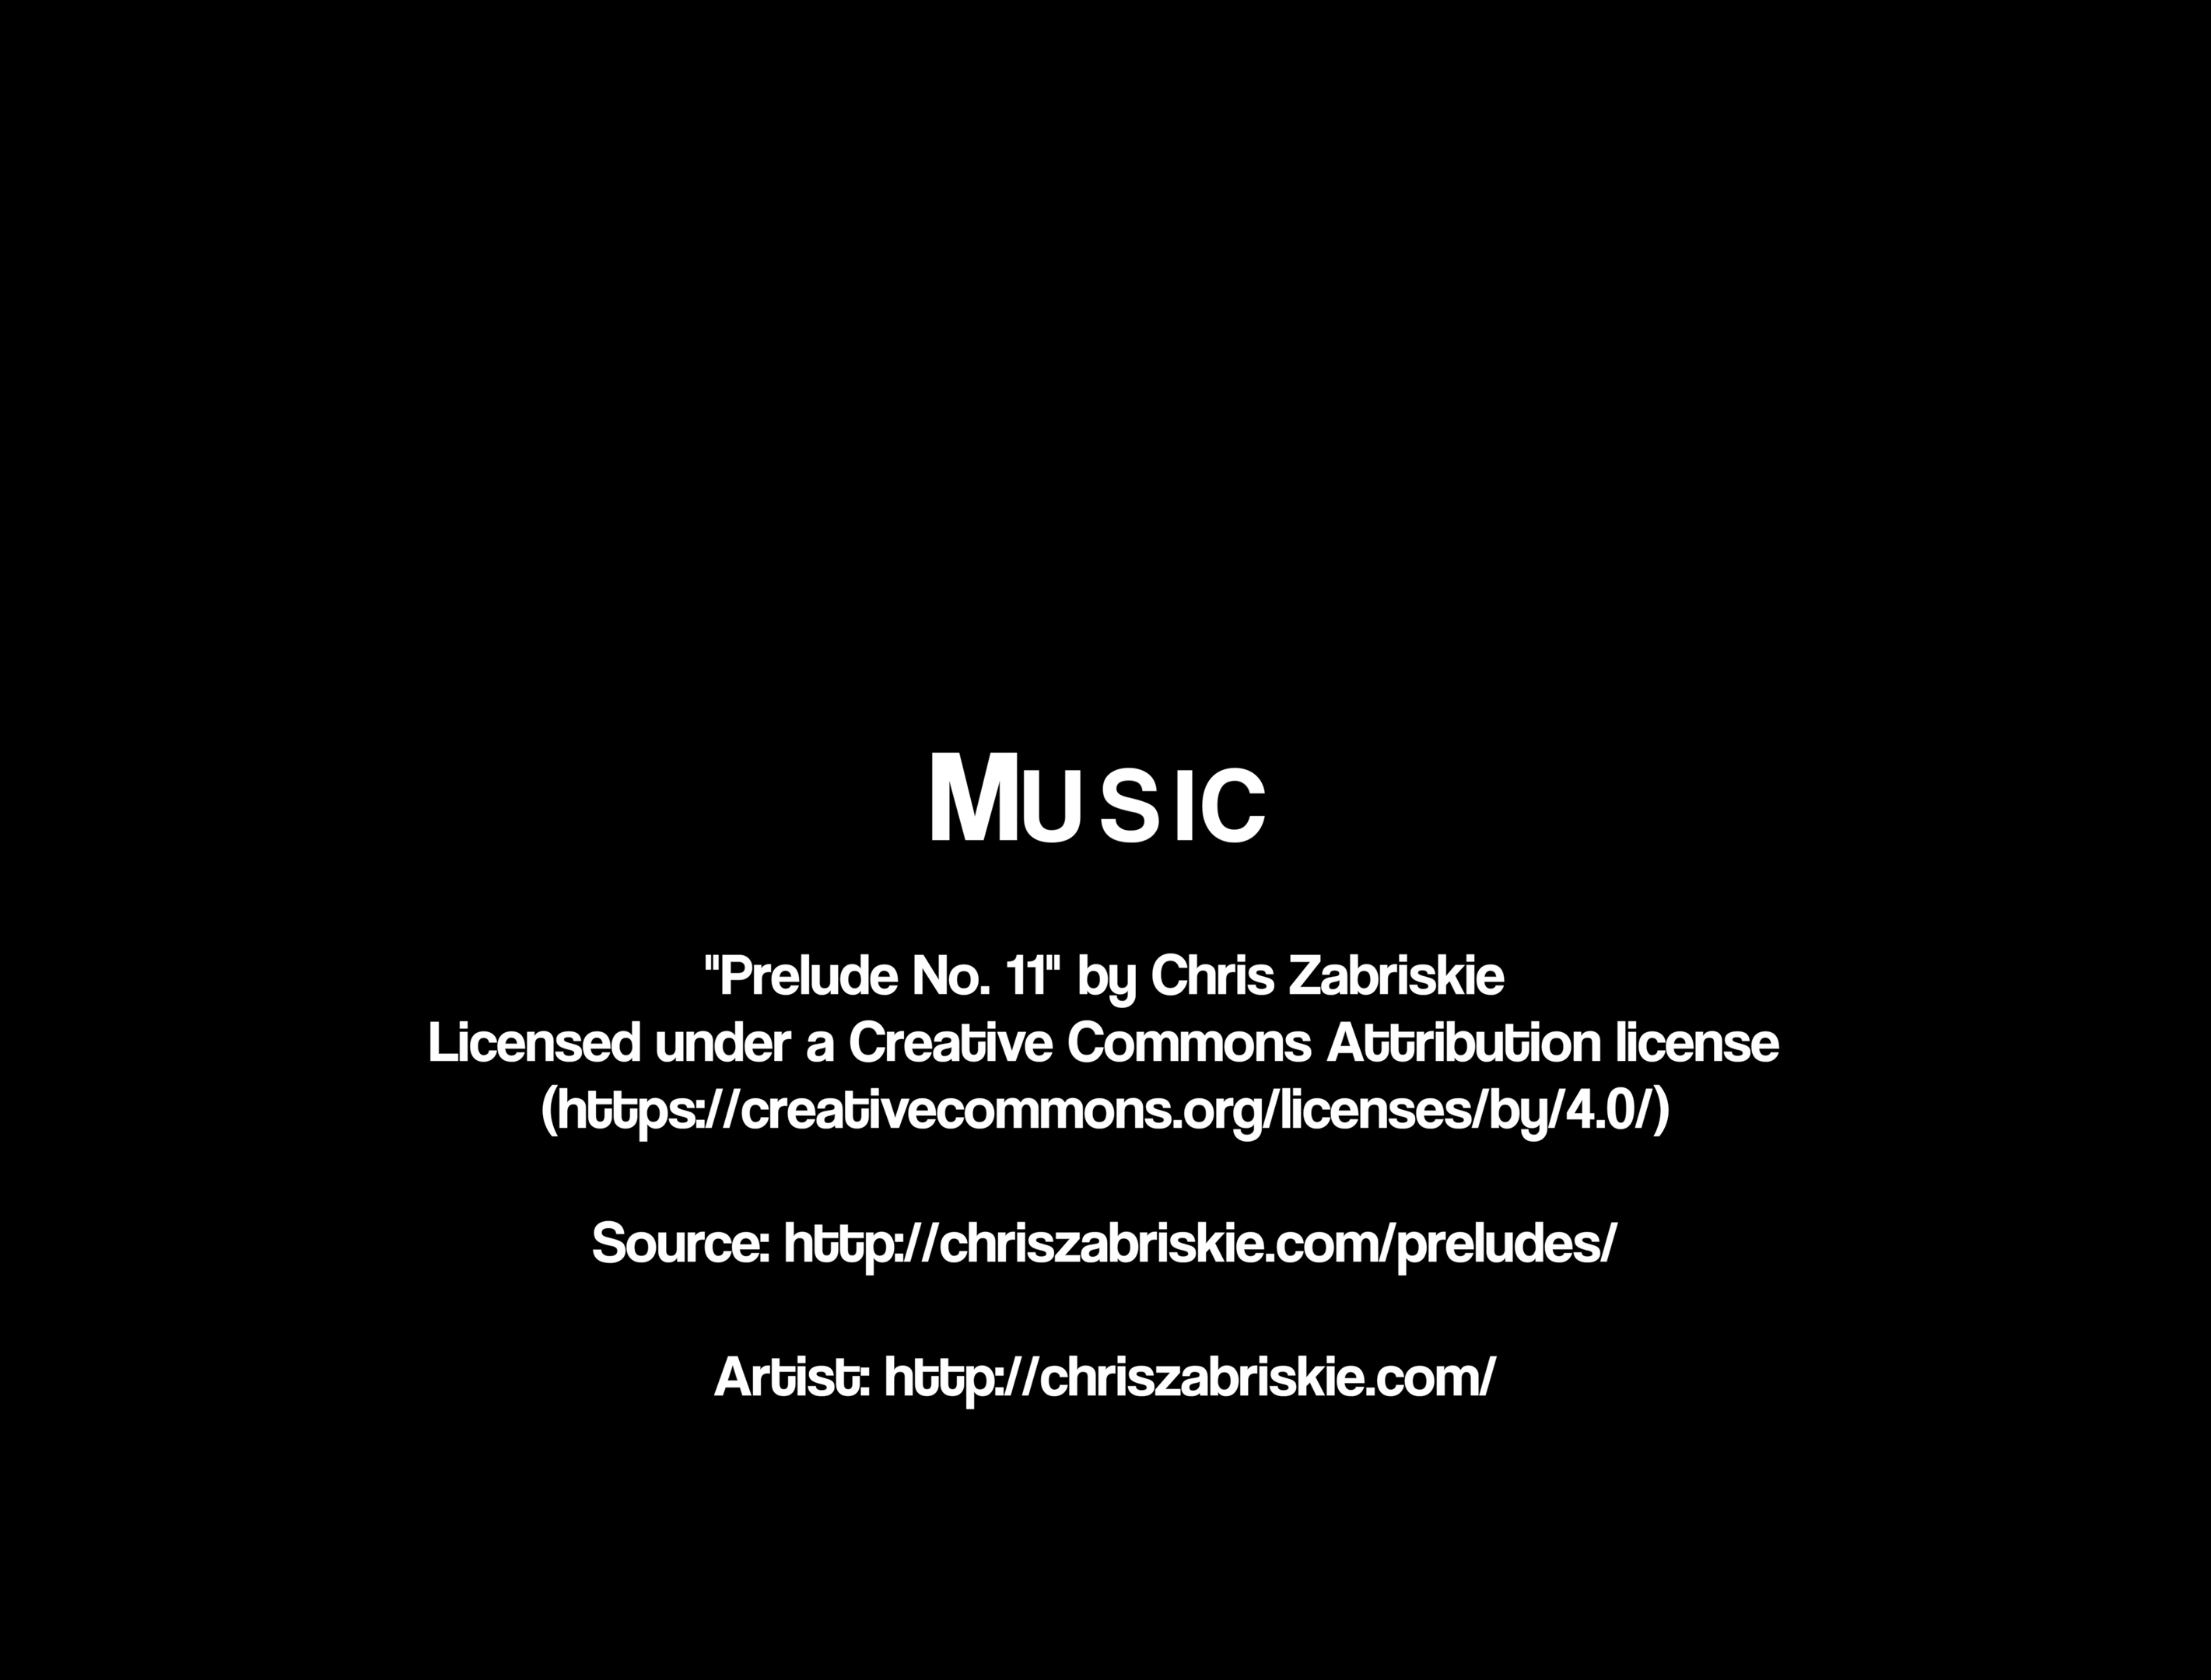 Music
"Prelude No. 11" by Chris Zabriskie
Licensed under a Creative Commons Attribution license
(https://creativecommons.org/licenses/by/4.0/)
Source: http://chriszabriskie.com/preludes/
Artist: http://chriszabriskie.com/